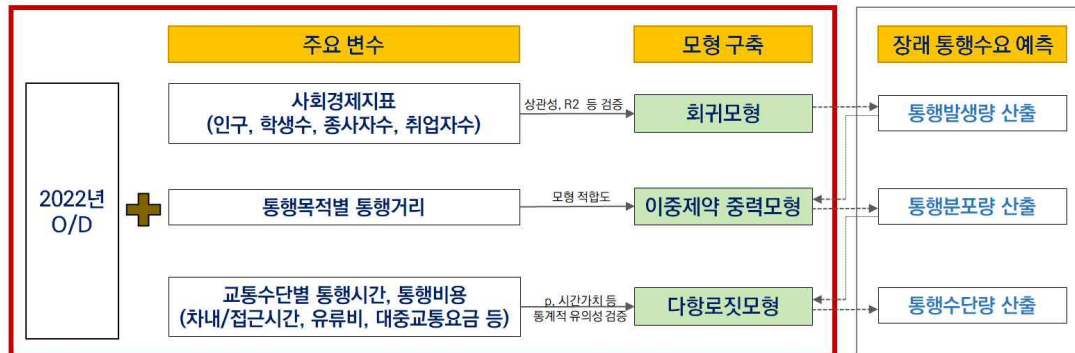 주요 변수
모형 구축
장래 통행수요 예측
2022년
O/D
사회경제지표
(인구, 학생수, 종사자수, 취업자수)
상관성, R2 등 검증
회귀모형
통행발생량 산출
통행목적별 통행거리
모형 적합도
이중제약 중력모형
통행분포량 산출
교통수단별 통행시간, 통행비용
(차내/접근시간, 유류비, 대중교통요금 등)
p, 시간가치 등
통계적 유의성 검증
다항로짓모형
통행수단량 산출